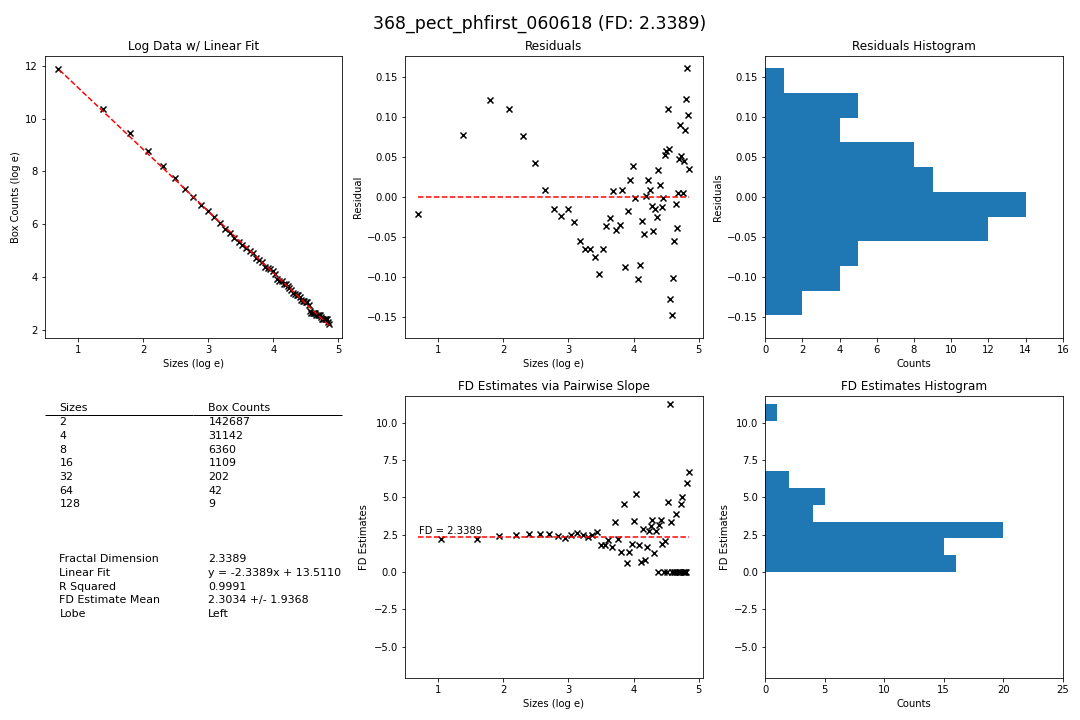 368_pect_phfirst_060618 (FD: 2.3389)
Log Data w/ Linear Fit
12
10
8
6
4
2
Box Counts (log e)
1 2 3 4 5
Sizes (log e)
Residuals
0.15
0.10
0.05
0.00
−0.05
−0.10
−0.15
Residual
1 2 3 4 5
Sizes (log e)
Residuals Histogram
0.15
0.10
0.05
0.00
−0.05
−0.10
−0.15
Residuals
0 2 4 6 8 10 12 14 16
Counts
Sizes Box Counts
2 142687
4 31142
8 6360
16 1109
32 202
64 42
128 9
Fractal Dimension 2.3389
Linear Fit y = -2.3389x + 13.5110
R Squared 0.9991
FD Estimate Mean 2.3034 +/- 1.9368
Lobe Left
FD Estimates via Pairwise Slope
10.0
7.5
5.0
2.5
0.0
−2.5
−5.0
FD Estimates
FD = 2.3389
1 2 3 4 5
Sizes (log e)
FD Estimates Histogram
10.0
7.5
5.0
2.5
0.0
−2.5
−5.0
FD Estimates
0 5 10 15 20 25
Counts